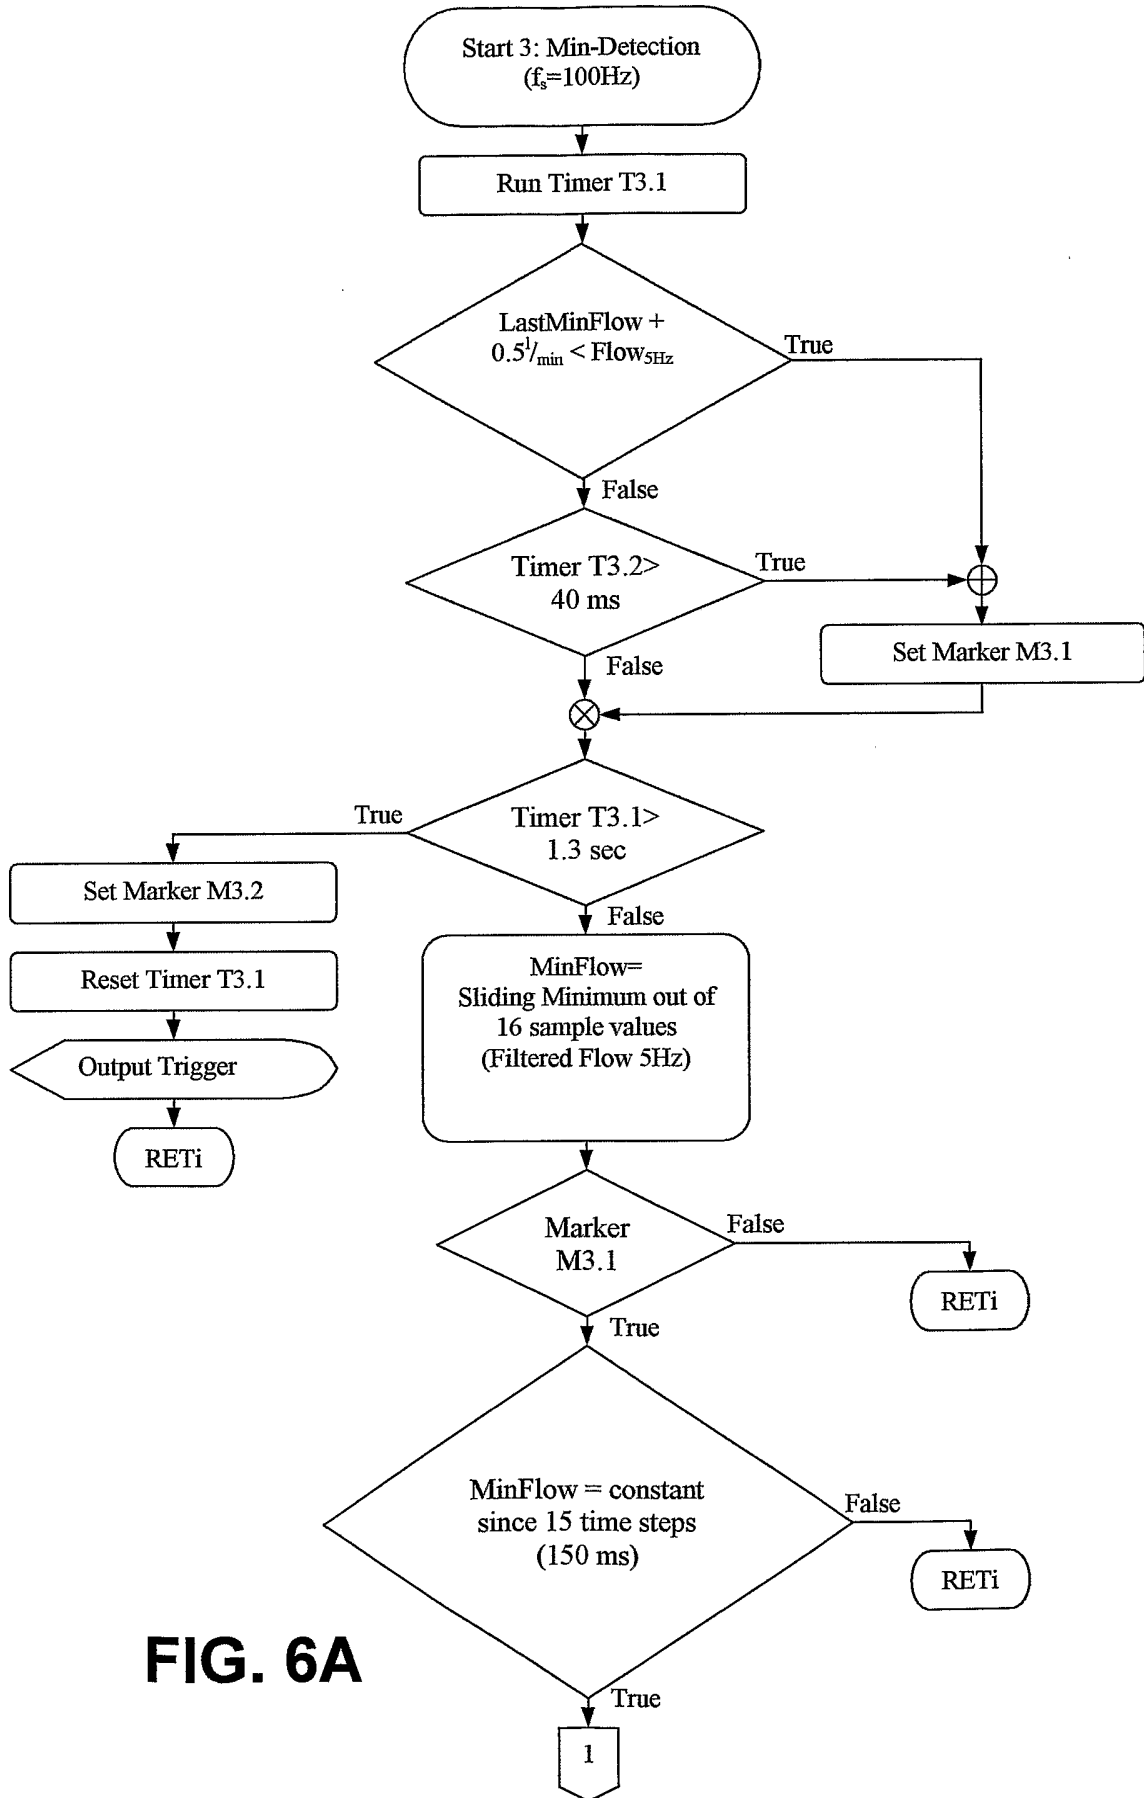 Start 3: Min-Detection
(fs=100Hz)
Run Timer T3.1
LastMinFlow +
0.5l/min < Flow5Hz
True
False
Timer T3.2>
40 ms
True
Set Marker M3.1
False
Timer T3.1>
1.3 sec
True
Set Marker M3.2
False
Reset Timer T3.1
MinFlow=
Sliding Minimum out of
16 sample values
(Filtered Flow 5Hz)
Output Trigger
RETi
Marker
M3.1
False
RETi
True
MinFlow = constant
since 15 time steps
(150 ms)
False
RETi
FIG. 6A
True
1